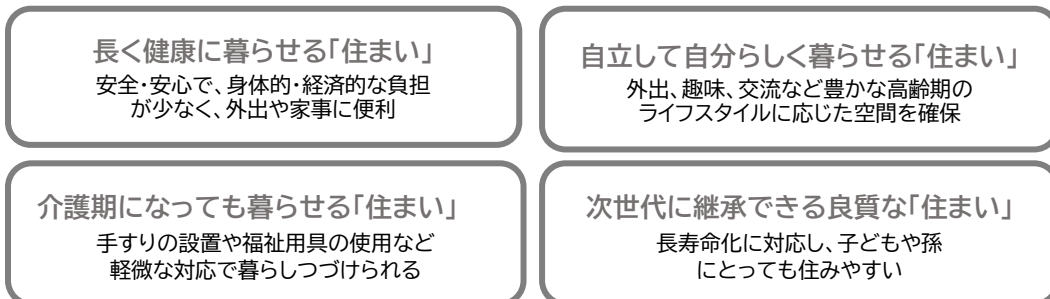 長く健康に暮らせる「住まい」
安全・安心で、身体的・経済的な負担
が少なく、外出や家事に便利
自立して自分らしく暮らせる「住まい」
外出、趣味、交流など豊かな高齢期の
ライフスタイルに応じた空間を確保
介護期になっても暮らせる「住まい」
手すりの設置や福祉用具の使用など
軽微な対応で暮らしつづけられる
次世代に継承できる良質な「住まい」
長寿命化に対応し、子どもや孫
にとっても住みやすい